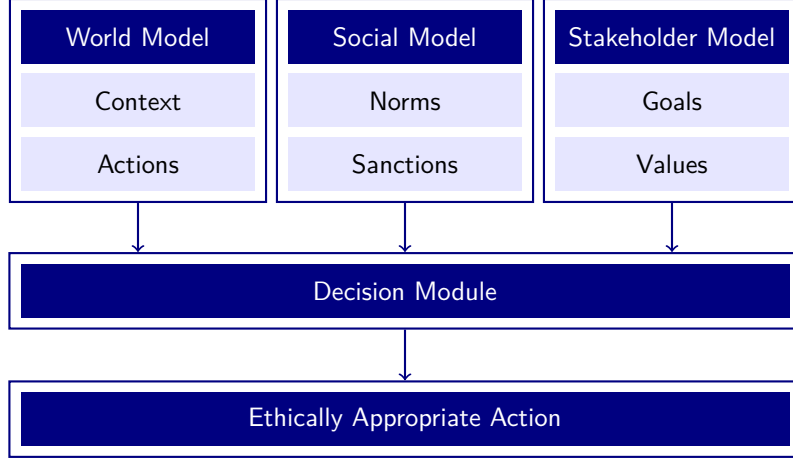 World Model
Context
Actions
Social Model
Norms
Sanctions
Stakeholder Model
Goals
Values
Decision Module
Ethically Appropriate Action